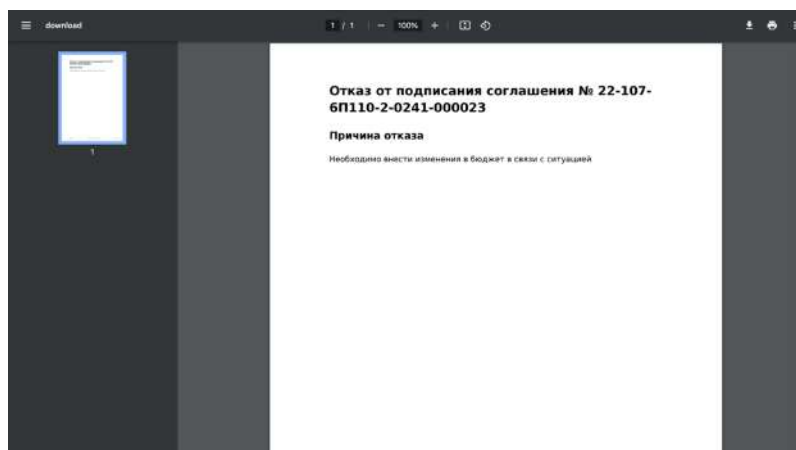 download
1 / 1
100%
Отказ от подписания соглашения № 22-107-
6П110-2-0241-000023
Причина отказа
Необходимо внести изменения в бюджет в связи с ситуацией
1